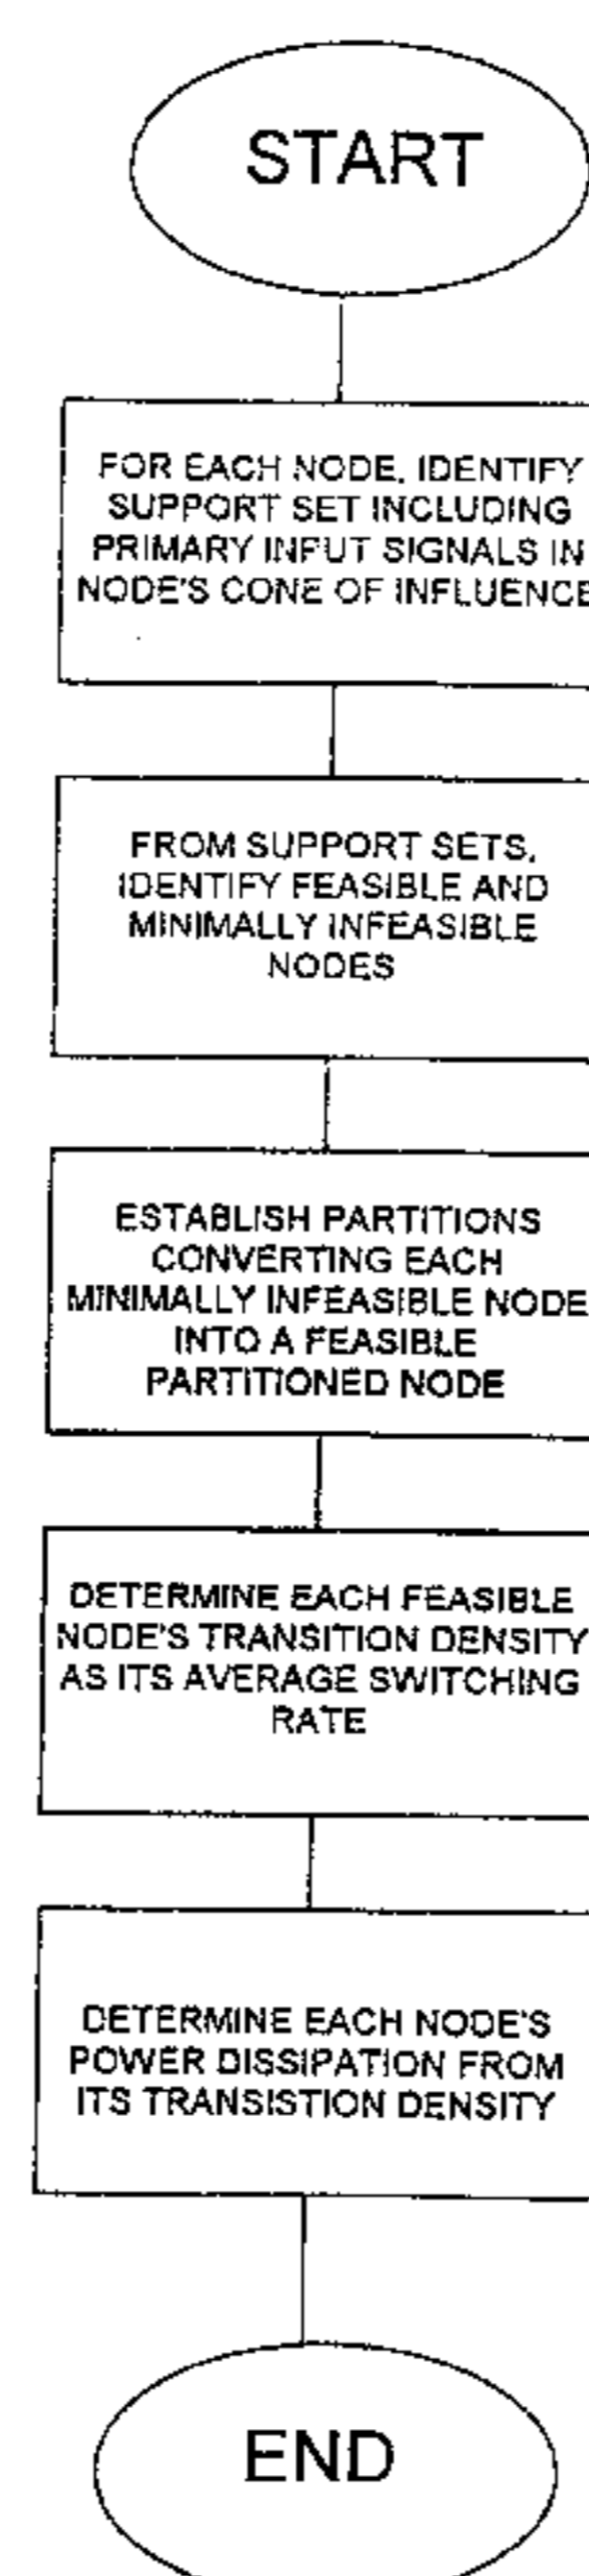 START
FOR EACH NODE, IDENTIFY
SUPPORT SET INCLUDING
PRIMARY INPUT SIGNALS IN
NODE'S CONE OF INFLUENCE
FROM SUPPORT SETS,
IDENTIFY FEASIBLE AND
MINIMALLY INFEASIBLE
NODES
ESTABLISH PARTITIONS
CONVERTING EACH
MINIMALLY INFEASIBLE NODE
INTO A FEASIBLE
PARTITIONED NODE
DETERMINE EACH FEASIBLE
NODE'S TRANSITION DENSITY
AS ITS AVERAGE SWITCHING
RATE
DETERMINE EACH NODE'S
POWER DISSIPATION FROM
ITS TRANSISTION DENSITY
END